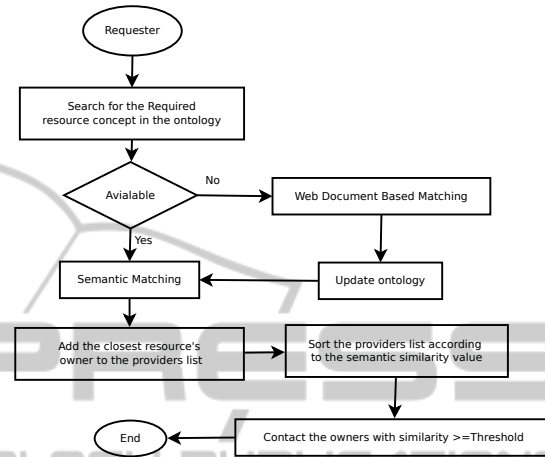 Requester
Search for the Required
resource concept in the ontology
Avialable
No
Web Document Based Matching
Yes
Semantic Matching
Update ontology
Add the closest resource's
owner to the providers list
Sort the providers list according
to the semantic similarity value
End
Contact the owners with similarity >=Threshold
PRESS